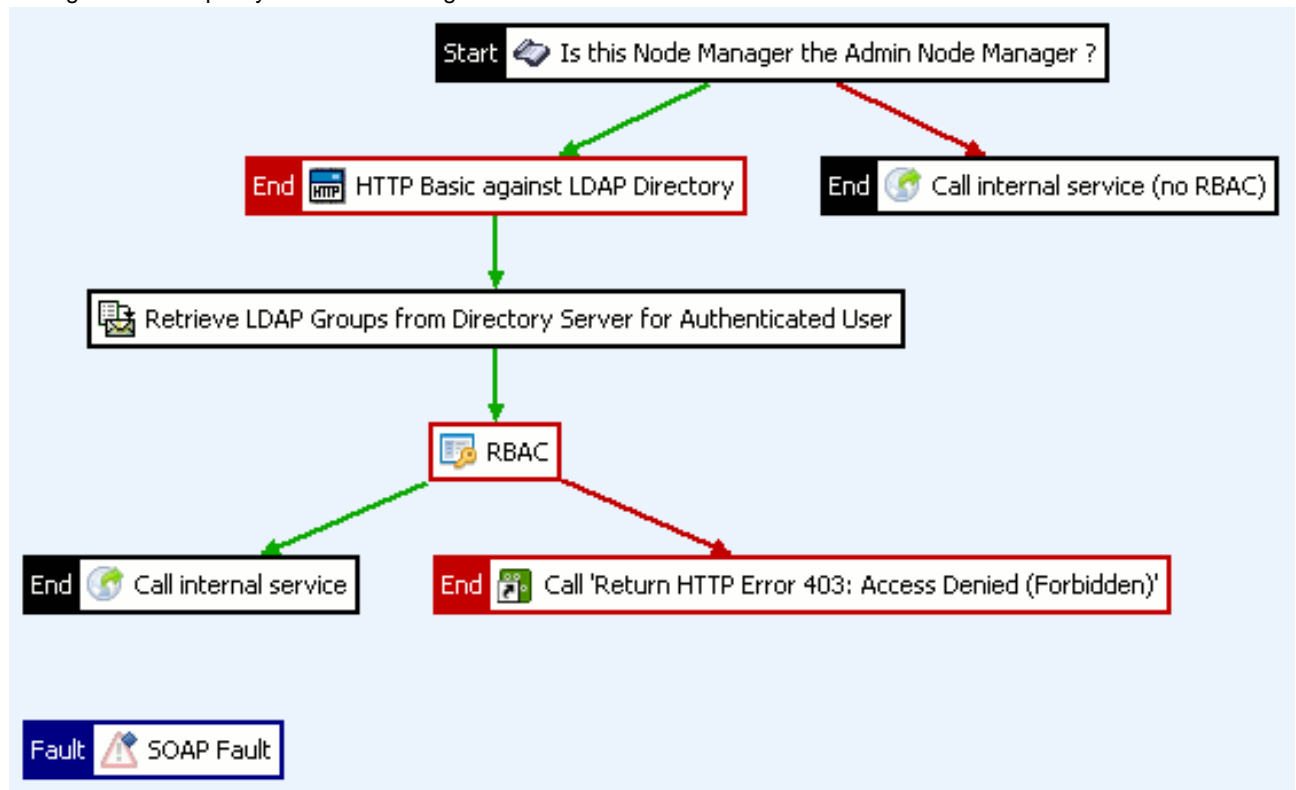 Start Is this Node Manager the Admin Node Manager ?
End HTTP HTTP Basic against LDAP Directory
End Call internal service (no RBAC)
Retrieve LDAP Groups from Directory Server for Authenticated User
RBAC
End Call internal service
End Call 'Return HTTP Error 403: Access Denied (Forbidden)'
Fault SOAP Fault